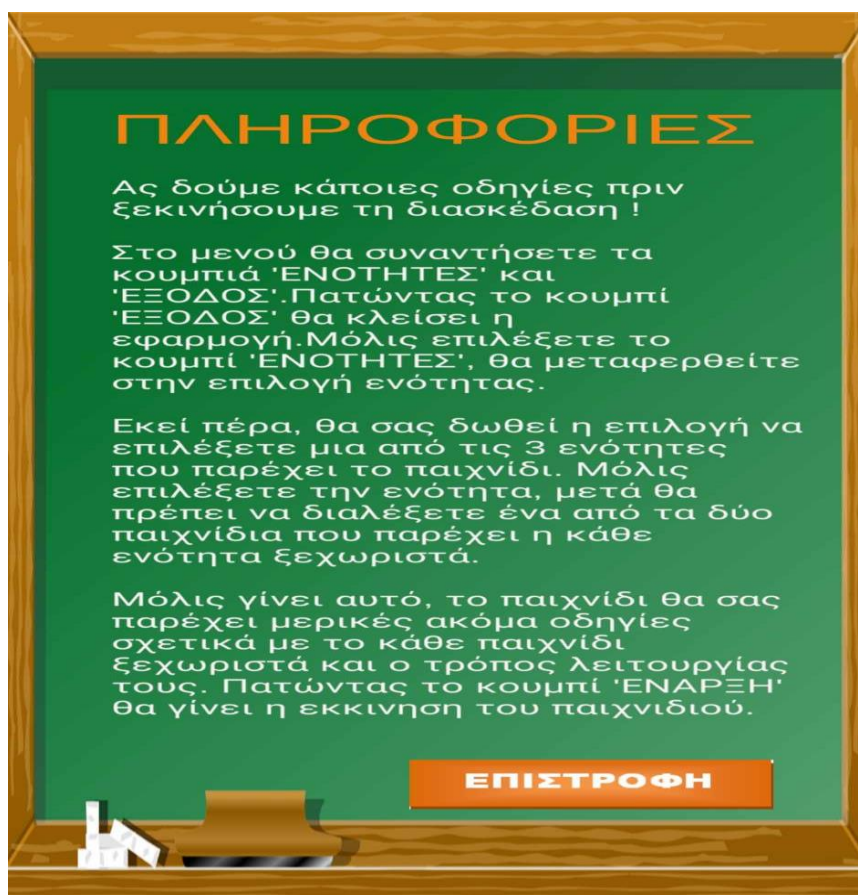 ΠΛΗΡΟΦΟΡΙΕΣ
Ας δούμε κάποιες οδηγίες πριν
ξεκινήσουμε τη διασκέδαση !
Στο μενού θα συναντήσετε τα
κουμπιά 'ΕΝΟΤΗΤΕΣ' και
'ΕΞΟΔΟΣ'.Πατώντας το κουμπί
'ΕΞΟΔΟΣ' θα κλείσει η
εφαρμογή.Μόλις επιλέξετε το
κουμπί 'ΕΝΟΤΗΤΕΣ', θα μεταφερθείτε
στην επιλογή ενότητας.
Εκεί πέρα, θα σας δωθεί η επιλογή να
επιλέξετε μια από τις 3 ενότητες
που παρέχει το παιχνίδι. Μόλις
επιλέξετε την ενότητα, μετά θα
πρέπει να διαλέξετε ένα από τα δύο
παιχνίδια που παρέχει η κάθε
ενότητα ξεχωριστά.
Μόλις γίνει αυτό, το παιχνίδι θα σας
παρέχει μερικές ακόμα οδηγίες
σχετικά με το κάθε παιχνίδι
ξεχωριστά και ο τρόπος λειτουργίας
τους. Πατώντας το κουμπί 'ΕΝΑΡΞΗ'
θα γίνει η εκκινηση του παιχνιδιού.
ΕΠΙΣΤΡΟΦΗ